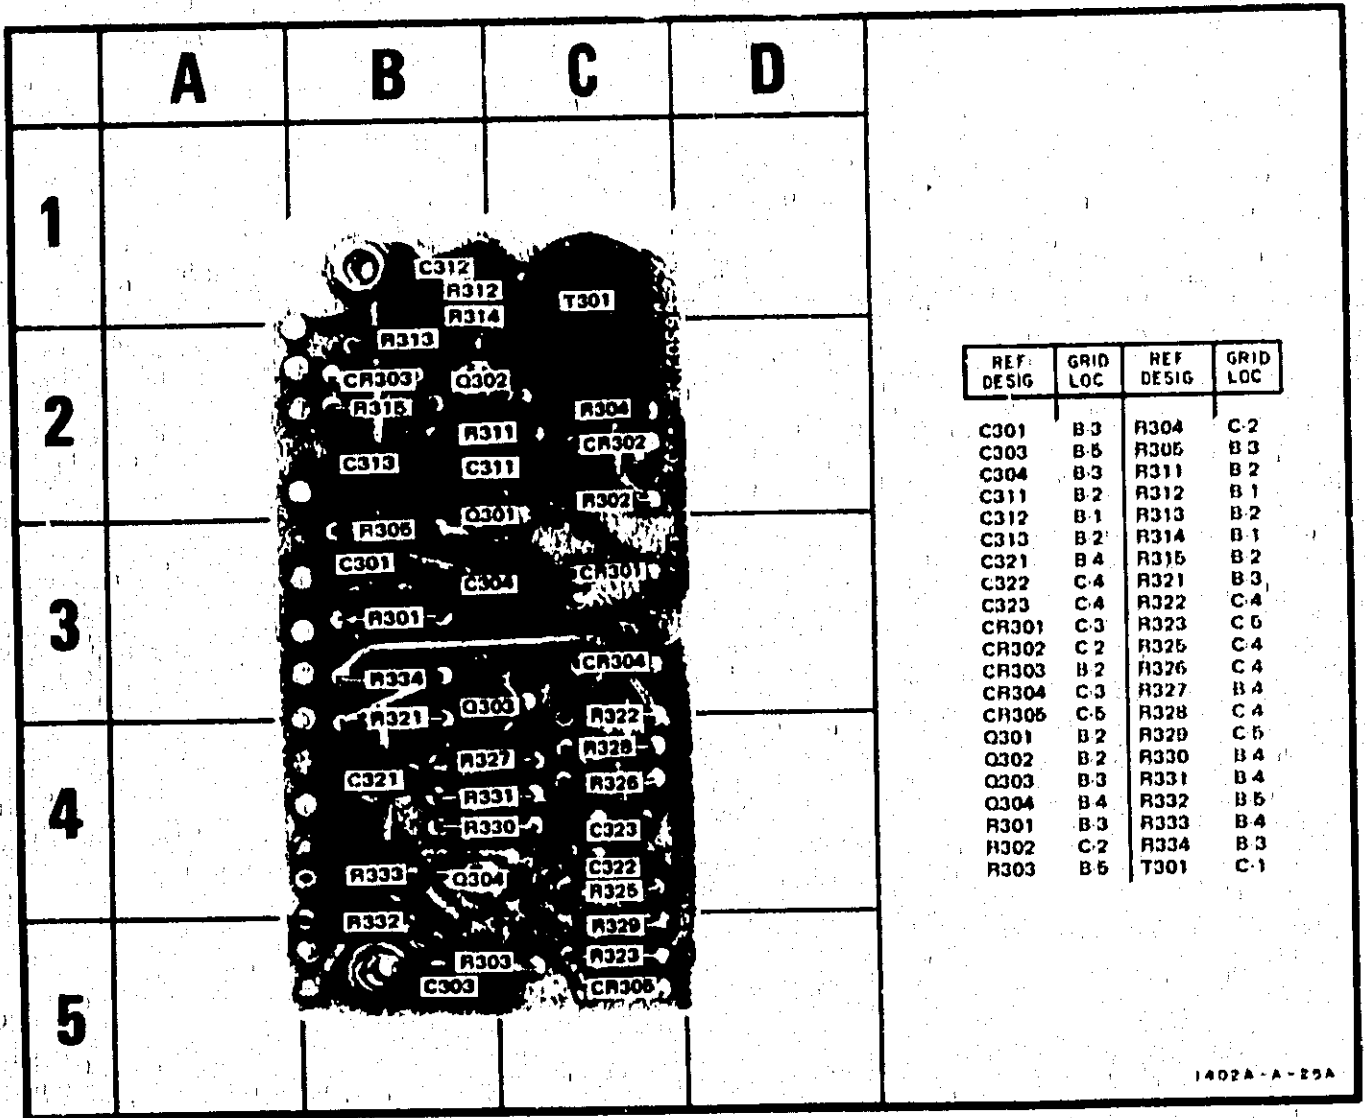 A B C D
1
C312
R312
T301
R314
R313
2
CR303 Q302
R315 R304
R311 CR302
C313 C311
R302
Q301
R305
3
C301 C304 CR301
R301
CR304
R334
Q303
R321 R322
4
R328
R327
C321 R326
R331
R330 C323
C322
R333 Q304
R325
R332 R329
5
R303 R323
C303 CR305
REF DESIG GRID LOC REF DESIG GRID LOC
C301 B-3 R304 C-2
C303 B-5 R305 B 3
C304 B-3 R311 B 2
C311 B-2 R312 B 1
C312 B-1 R313 B-2
C313 B 2 R314 B 1
C321 B 4 R315 B 2
C322 C-4 R321 B 3
C323 C-4 R322 C-4
CR301 C-3 R323 C 5
CR302 C 2 R325 C-4
CR303 B-2 R326 C 4
CR304 C-3 R327 B 4
CR305 C-5 R328 C 4
Q301 B 2 R329 C 5
Q302 B 2 R330 B 4
Q303 B-3 R331 B 4
Q304 B 4 R332 B 5
R301 B-3 R333 B-4
R302 C-2 R334 B 3
R303 B-5 T301 C-1
1402A-A-25A